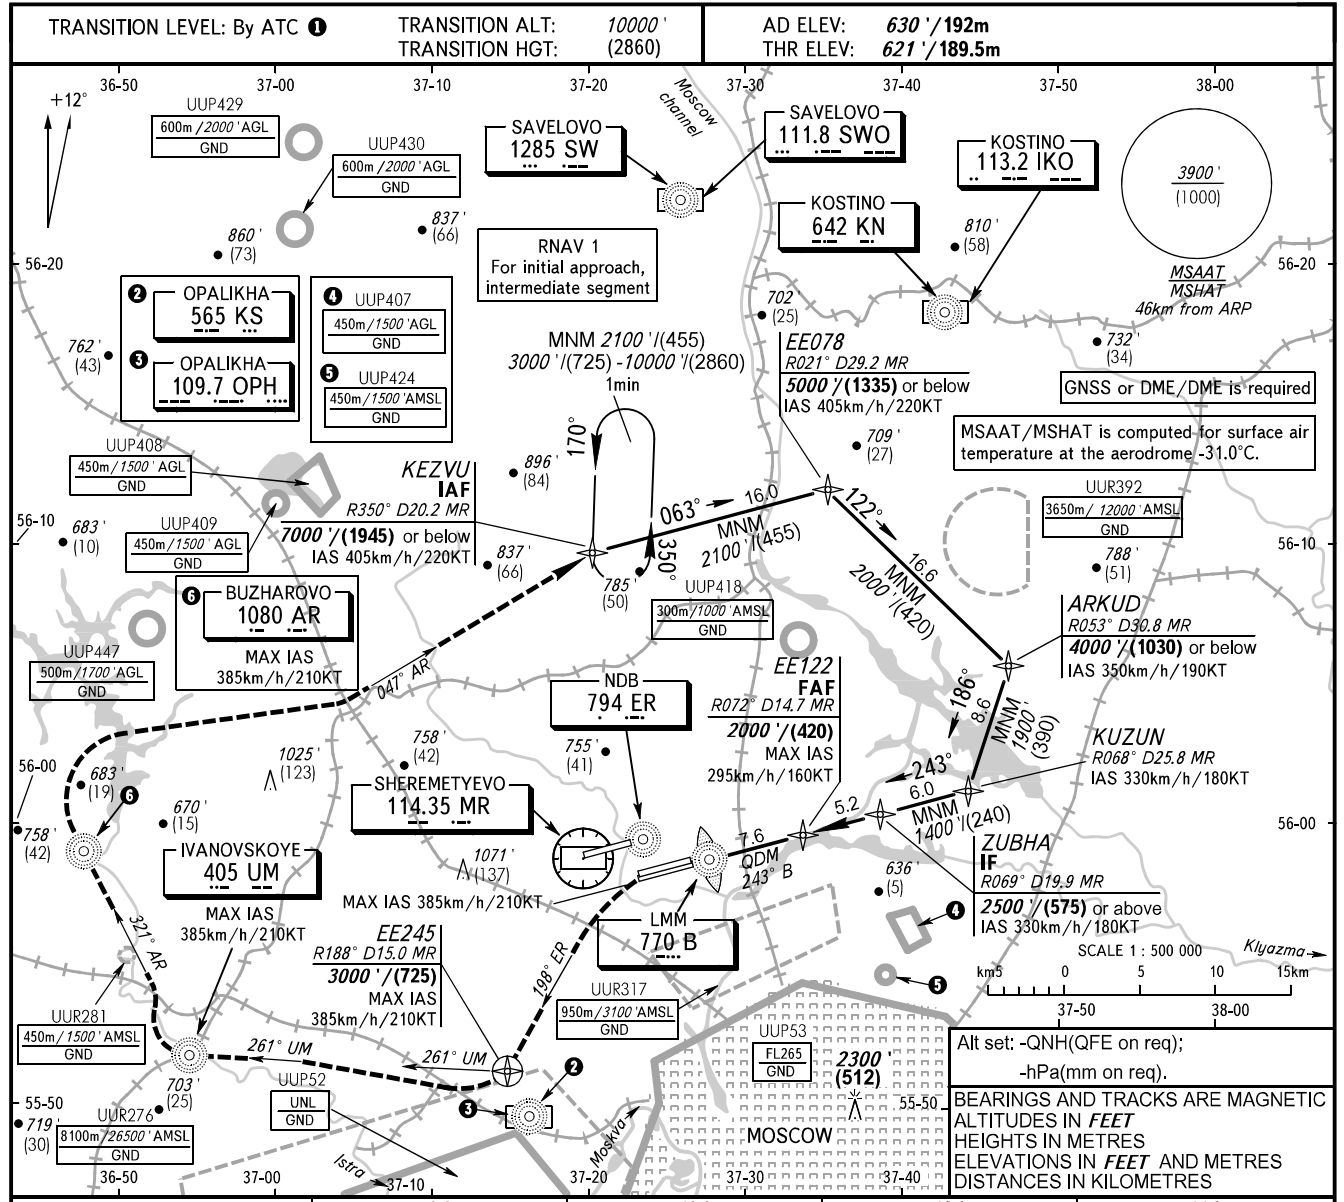 TRANSITION LEVEL: By ATC ❶
TRANSITION ALT: 10000 '
TRANSITION HGT: (2860)
AD ELEV: 630 '/192m
THR ELEV: 621 '/189.5m
36-50 37-00 37-10 37-20 37-30 37-40 37-50 38-00
+12°
UUP429
600m/2000 'AGL
GND
UUP430
600m/2000 'AGL
GND
SAVELOVO
1285 SW
Moscow
channel
SAVELOVO
111.8 SWO
KOSTINO
113.2 IKO
KOSTINO
642 KN
3900 '
(1000)
MSAAT
MSHAT
46km from ARP
860 '
(73)
837 '
(66)
810 '
(58)
RNAV 1
For initial approach,
intermediate segment
56-20
56-20
❷ OPALIKHA
565 KS
❸ OPALIKHA
109.7 OPH
❹ UUP407
450m/1500 'AGL
GND
❺ UUP424
450m/1500 'AMSL
GND
762 '
(43)
702 '
(25)
732 '
(34)
MNM 2100 '/(455)
3000 '/(725) -10000 '/(2860)
1min
170°
350°
EE078
R021° D29.2 MR
5000 '/(1335) or below
IAS 405km/h/220KT
GNSS or DME/DME is required
MSAAT/MSHAT is computed for surface air
temperature at the aerodrome -31.0°C.
709 '
(27)
UUP408
450m/1500 'AGL
GND
KEZVU
IAF
R350° D20.2 MR
7000 '/(1945) or below
IAS 405km/h/220KT
896 '
(84)
063°
16.0
MNM
2100 '/(455)
122°
16.6
MNM
2000 '/(420)
UUR392
3650m/ 12000 'AMSL
GND
788 '
(51)
56-10
56-10
683 '
(10)
UUP409
450m/1500 'AGL
GND
837 '
(66)
785 '
(50)
UUP418
300m/1000 'AMSL
GND
❻ BUZHAROVO
1080 AR
MAX IAS
385km/h/210KT
ARKUD
R053° D30.8 MR
4000 '/(1030) or below
IAS 350km/h/190KT
UUP447
500m/1700 'AGL
GND
047° AR
NDB
794 ER
EE122
FAF
R072° D14.7 MR
2000 '/(420)
MAX IAS
295km/h/160KT
186°
8.6
MNM
1900 '
(390)
KUZUN
R068° D25.8 MR
IAS 330km/h/180KT
758 '
(42)
755 '
(41)
1025 '
(123)
56-00
683 '
(19)
❻
SHEREMETYEVO
114.35 MR
243°
6.0
5.2
MNM
1400 '/(240)
56-00
670 '
(15)
758 '
(42)
IVANOVSKOYE
405 UM
MAX IAS
385km/h/210KT
1071 '
(137)
MAX IAS 385km/h/210KT
7.6
QDM
243° B
636 '
(5)
❹
ZUBHA
IF
R069° D19.9 MR
2500 '/(575) or above
IAS 330km/h/180KT
LMM
770 B
321° AR
EE245
R188° D15.0 MR
3000 '/(725)
MAX IAS
385km/h/210KT
198° ER
SCALE 1 : 500 000
km5 0 5 10 15km
Klyazma
❺
UUR317
950m/3100 'AMSL
GND
UUR281
450m/1500 'AMSL
GND
37-50 38-00
261° UM
261° UM
UUP53
FL265
GND
2300 '
(512)
703 '
(25)
UUP52
UNL
GND
❷
❸
55-50
55-50
719 '
(30)
UUR276
8100m/26500 'AMSL
GND
Istra
Moskva
MOSCOW
Alt set: -QNH(QFE on req);
-hPa(mm on req).
BEARINGS AND TRACKS ARE MAGNETIC
ALTITUDES IN FEET
HEIGHTS IN METRES
ELEVATIONS IN FEET AND METRES
DISTANCES IN KILOMETRES
36-50 37-00 37-10 37-20 37-30 37-40